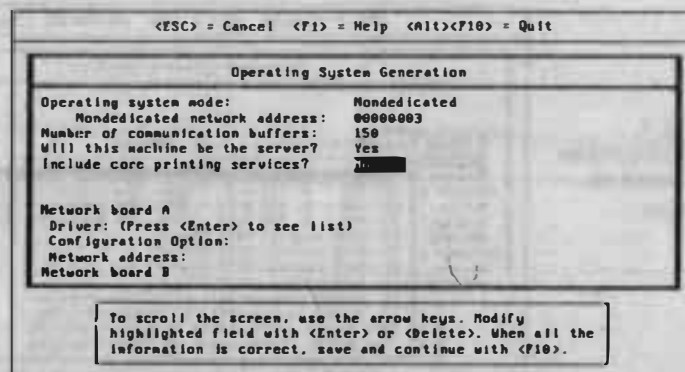 <ESC> = Cancel <F1> = Help <Alt><F10> = Quit
Operating System Generation
Operating system mode: Nondedicated
Nondedicated network address: 00000003
Number of communication buffers: 150
Will this machine be the server? Yes
Include core printing services?
Network board A
Driver: (Press <Enter> to see list)
Configuration Option:
Network address:
Network board B
To scroll the screen, use the arrow keys. Modify
highlighted field with <Enter> or <Delete>. When all the
information is correct, save and continue with <F10>.